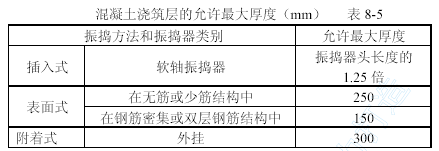 混凝土浇筑层的允许最大厚度（mm） 表 8-5
振捣方法和振捣器类别 允许最大厚度
插入式 软轴振捣器 振捣器头长度的
1.25 倍
表面式 在无筋或少筋结构中 250
在钢筋密集或双层钢筋结构中 150
附着式 外挂 300